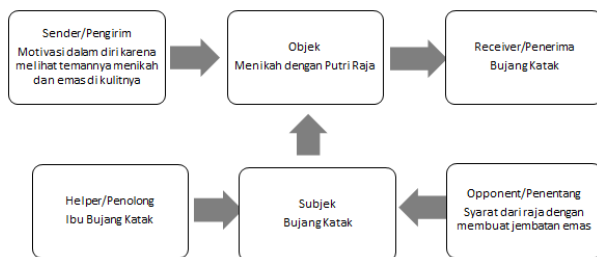 Sender/Pengirim
Motivasi dalam diri karena
melihat temannya menikah
dan emas di kulitnya
Objek
Menikah dengan Putri Raja
Receiver/Penerima
Bujang Katak
Helper/Penolong
Ibu Bujang Katak
Subjek
Bujang Katak
Opponent/Penentang
Syarat dari raja dengan
membuat jembatan emas